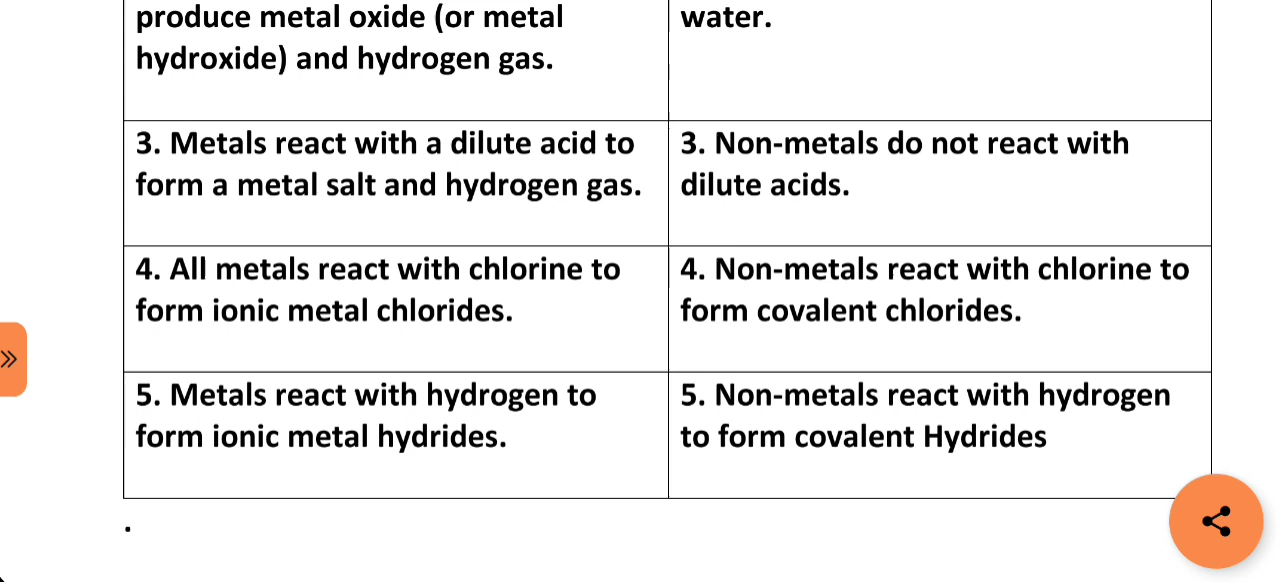 produce metal oxide (or metal
hydroxide) and hydrogen gas.
water.
3. Metals react with a dilute acid to
form a metal salt and hydrogen gas.
3. Non-metals do not react with
dilute acids.
4. All metals react with chlorine to
form ionic metal chlorides.
4. Non-metals react with chlorine to
form covalent chlorides.
5. Metals react with hydrogen to
form ionic metal hydrides.
5. Non-metals react with hydrogen
to form covalent Hydrides
.